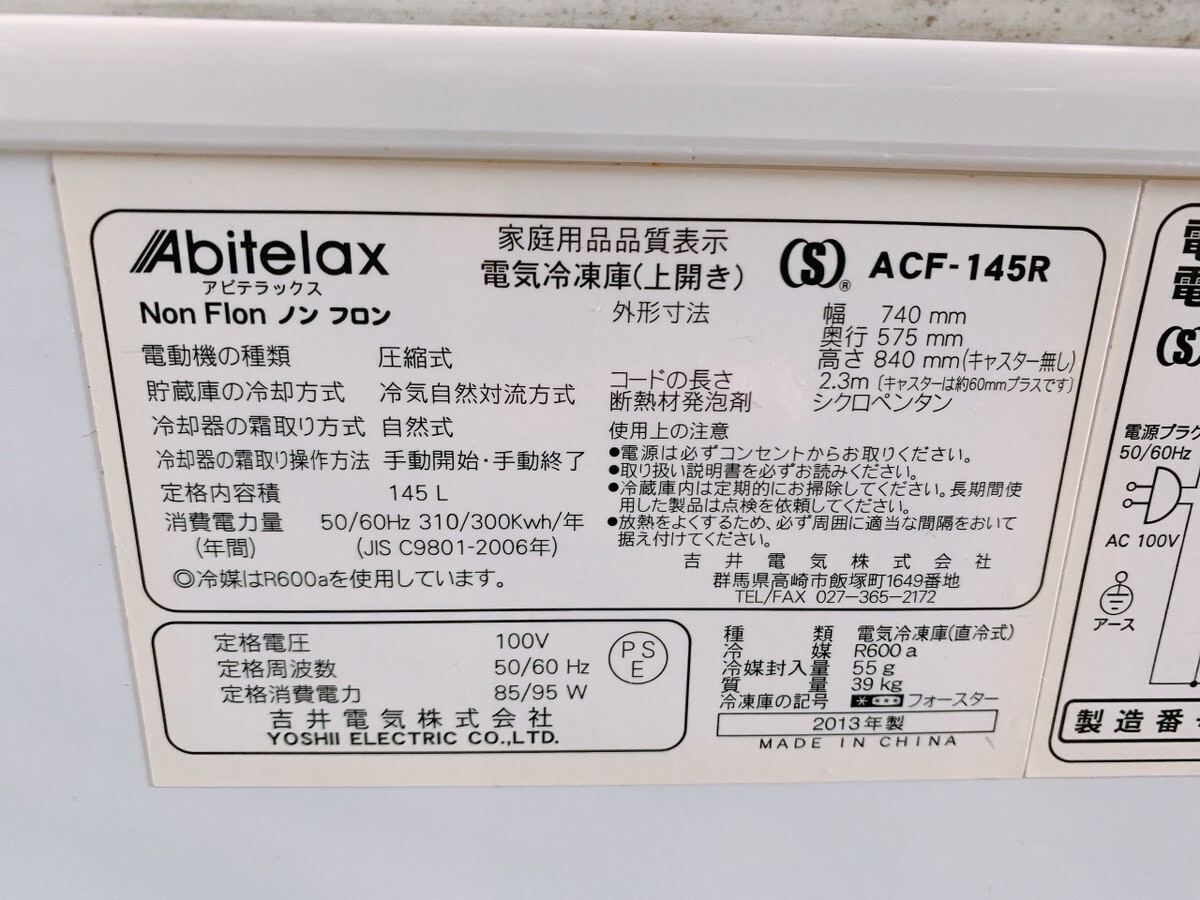 Abitelax
アビテラックス
Non Flon ノン フロン
家庭用品品質表示
電気冷凍庫(上開き)
(S)® ACF-145R
電動機の種類 圧縮式
貯蔵庫の冷却方式 冷気自然対流方式
冷却器の霜取り方式 自然式
冷却器の霜取り操作方法 手動開始・手動終了
定格内容積 145 L
消費電力量 50/60Hz 310/300Kwh/年
(年間) (JIS C9801-2006年)
◎冷媒はR600aを使用しています。
外形寸法 幅 740 mm
奥行 575 mm
高さ 840 mm(キャスター無し)
コードの長さ 2.3m〔キャスターは約60mmプラスです〕
断熱材発泡剤 シクロペンタン
使用上の注意
●電源は必ずコンセントからお取りください。
●取り扱い説明書を必ずお読みください。
●冷蔵庫内は定期的にお掃除してください。長期間使
用した製品は点検を依頼してください。
●放熱をよくするため、必ず周囲に適当な間隔をおいて
据え付けてください。
吉井電気株式会社
群馬県高崎市飯塚町1649番地
TEL/FAX 027-365-2172
定格電圧 100V
定格周波数 50/60 Hz
定格消費電力 85/95 W
PSE
吉井電気株式会社
YOSHII ELECTRIC CO.,LTD.
種類 電気冷凍庫(直冷式)
冷媒 R600a
冷媒封入量 55 g
質量 39 kg
冷凍庫の記号 ＊*** フォースター
2013年製
MADE IN CHINA
電
電
(S)
電源プラグ
50/60Hz
AC 100V
アース
製造番号